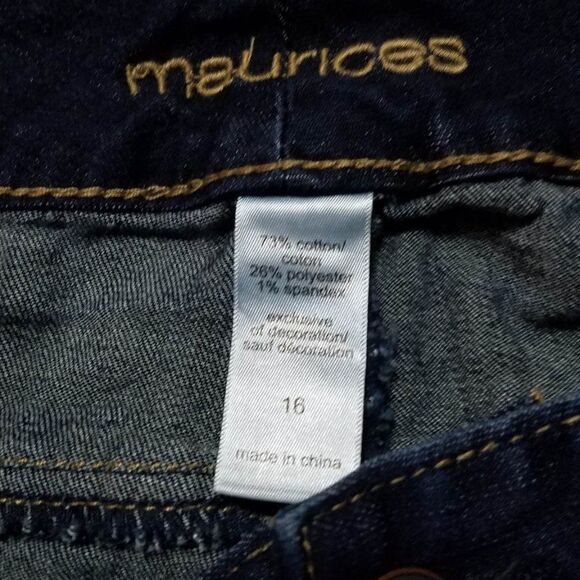 maurices
73% cotton/
coton
26% polyester
1% spandex
exclusive
of decoration/
sauf décoration
16
made in china